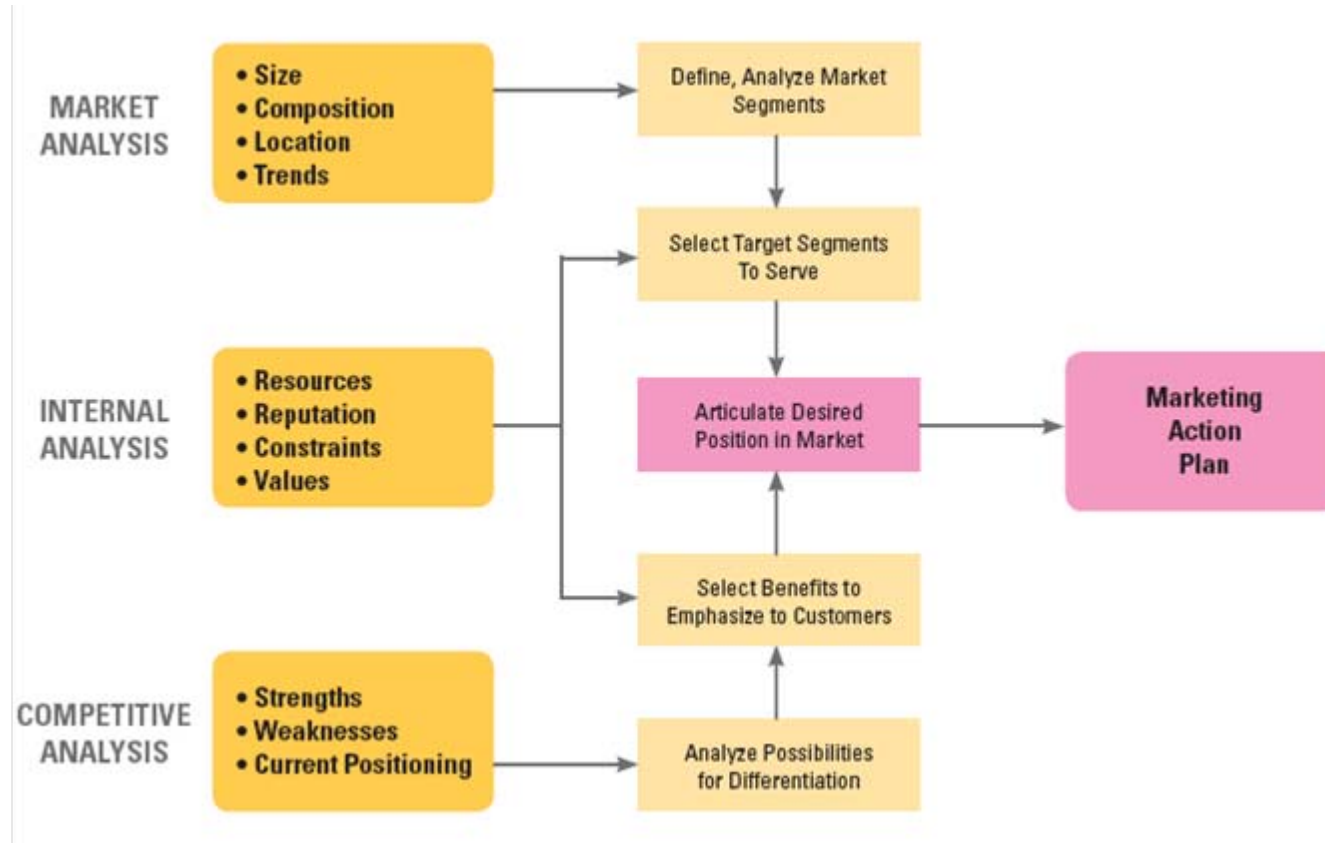 MARKET
ANALYSIS
• Size
• Composition
• Location
• Trends
Define, Analyze Market
Segments
Select Target Segments
To Serve
INTERNAL
ANALYSIS
• Resources
• Reputation
• Constraints
• Values
Articulate Desired
Position in Market
Marketing
Action
Plan
Select Benefits to
Emphasize to Customers
COMPETITIVE
ANALYSIS
• Strengths
• Weaknesses
• Current Positioning
Analyze Possibilities
for Differentiation